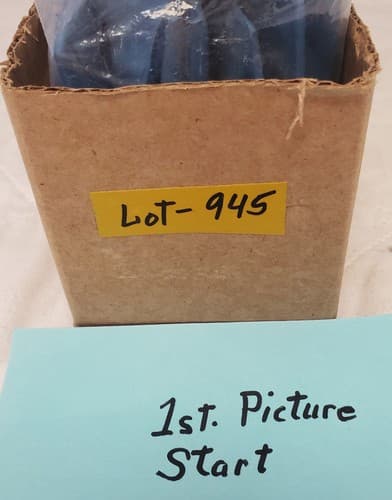 Lot- 945
1st. Picture
Start